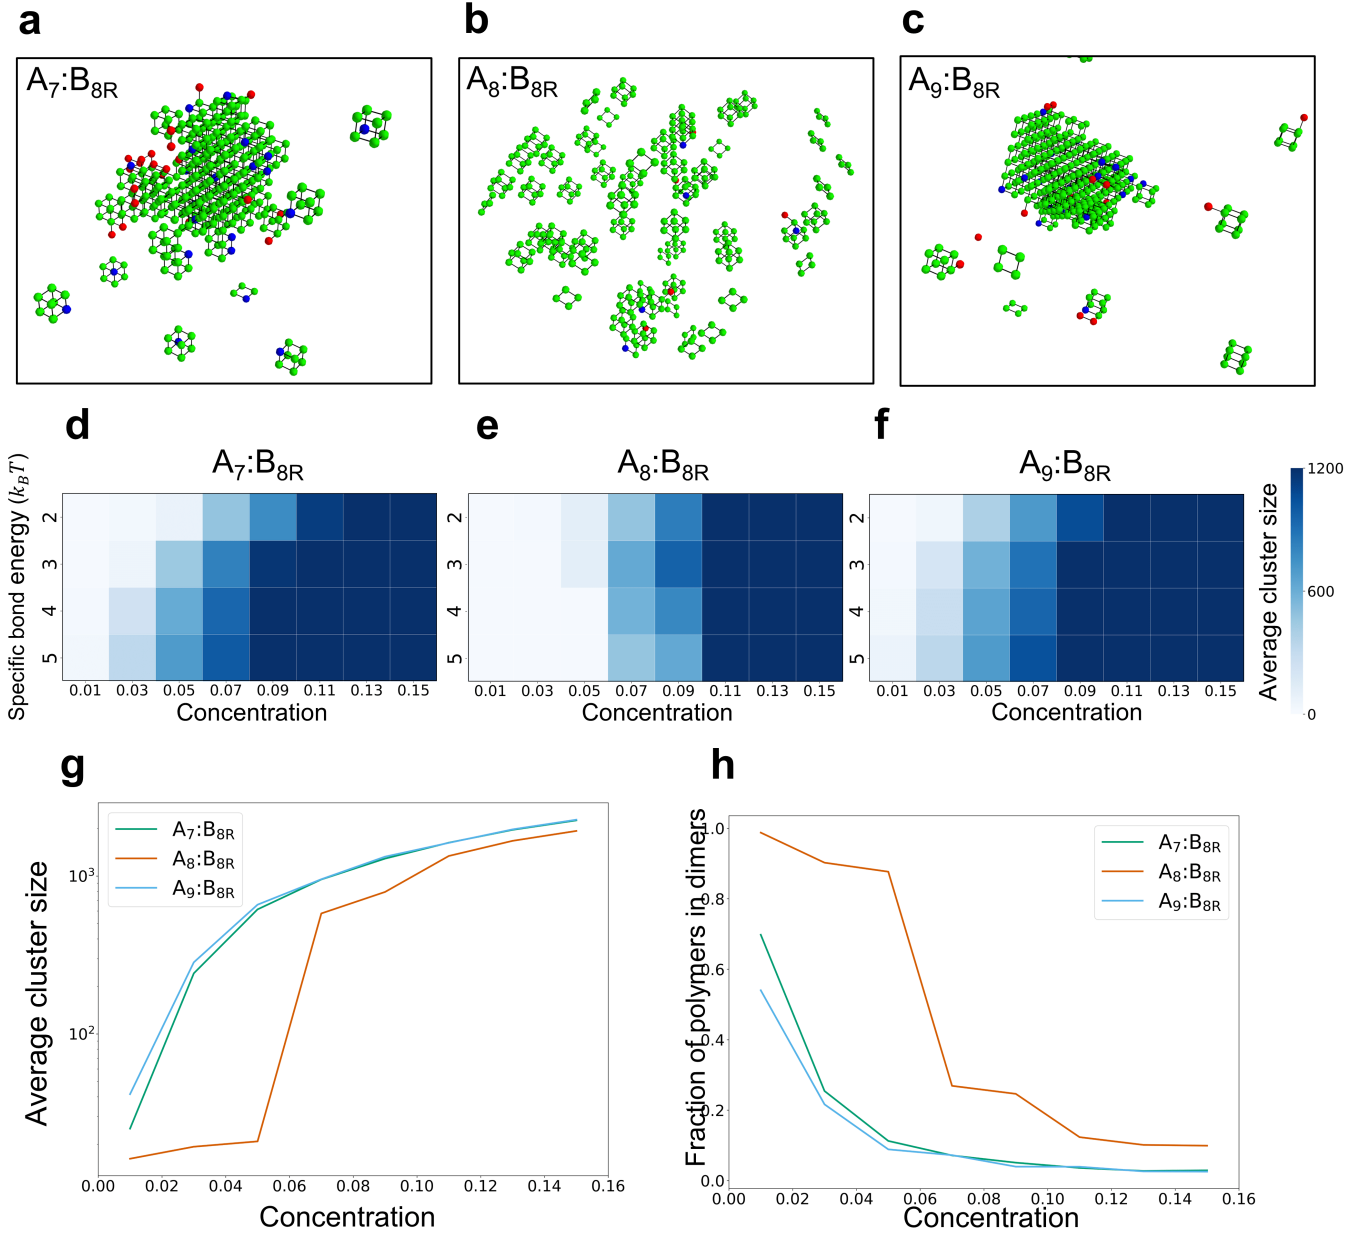 a
b
c
A7:B8R
A8:B8R
A9:B8R
d
e
f
A7:B8R
A8:B8R
A9:B8R
Specific bond energy (kBT)
2
3
4
5
0.01 0.03 0.05 0.07 0.09 0.11 0.13 0.15
Concentration
2
3
4
5
0.01 0.03 0.05 0.07 0.09 0.11 0.13 0.15
Concentration
2
3
4
5
0.01 0.03 0.05 0.07 0.09 0.11 0.13 0.15
Concentration
1200
600
0
Average cluster size
g
A7:B8R
A8:B8R
A9:B8R
10³
10²
Average cluster size
0.00 0.02 0.04 0.06 0.08 0.10 0.12 0.14 0.16
Concentration
h
A7:B8R
A8:B8R
A9:B8R
1.0
0.8
0.6
0.4
0.2
0.0
Fraction of polymers in dimers
0.00 0.02 0.04 0.06 0.08 0.10 0.12 0.14 0.16
Concentration